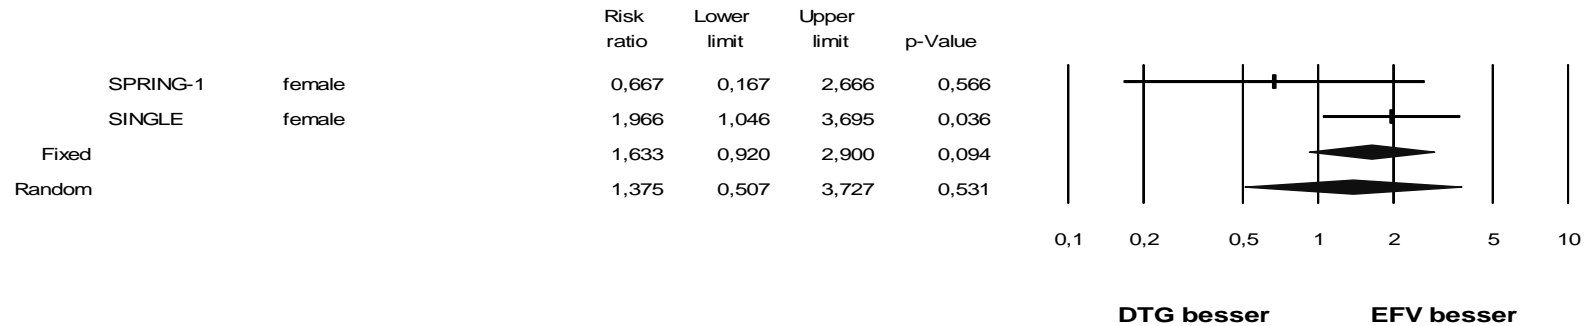 Risk Lower Upper
ratio limit limit p-Value
SPRING-1 female 0,667 0,167 2,666 0,566
SINGLE female 1,966 1,046 3,695 0,036
Fixed 1,633 0,920 2,900 0,094
Random 1,375 0,507 3,727 0,531
0,1 0,2 0,5 1 2 5 10
DTG besser EFV besser